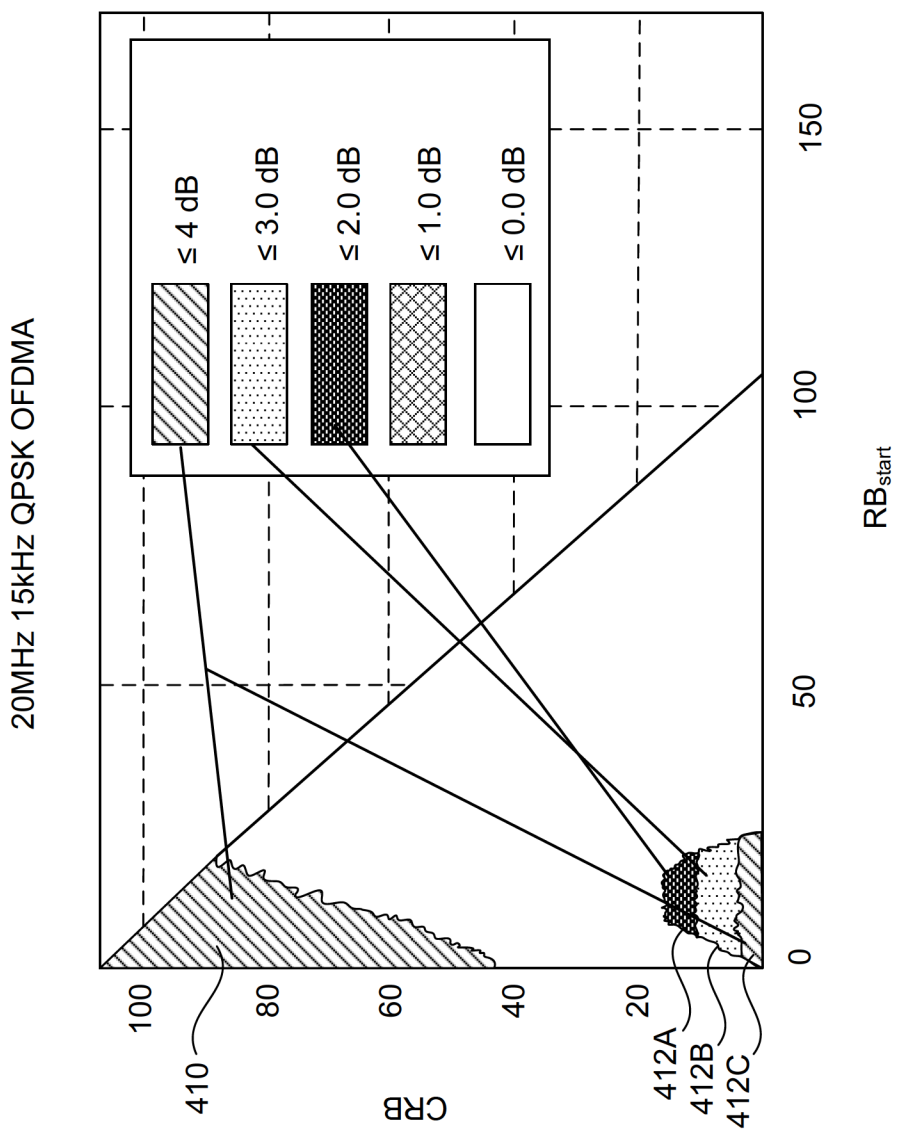 20MHz 15kHz QPSK OFDMA
410
100
80
60
40
20
CRB
412A
412B
412C
≤ 4 dB
≤ 3.0 dB
≤ 2.0 dB
≤ 1.0 dB
≤ 0.0 dB
0
50
100
150
RBstart